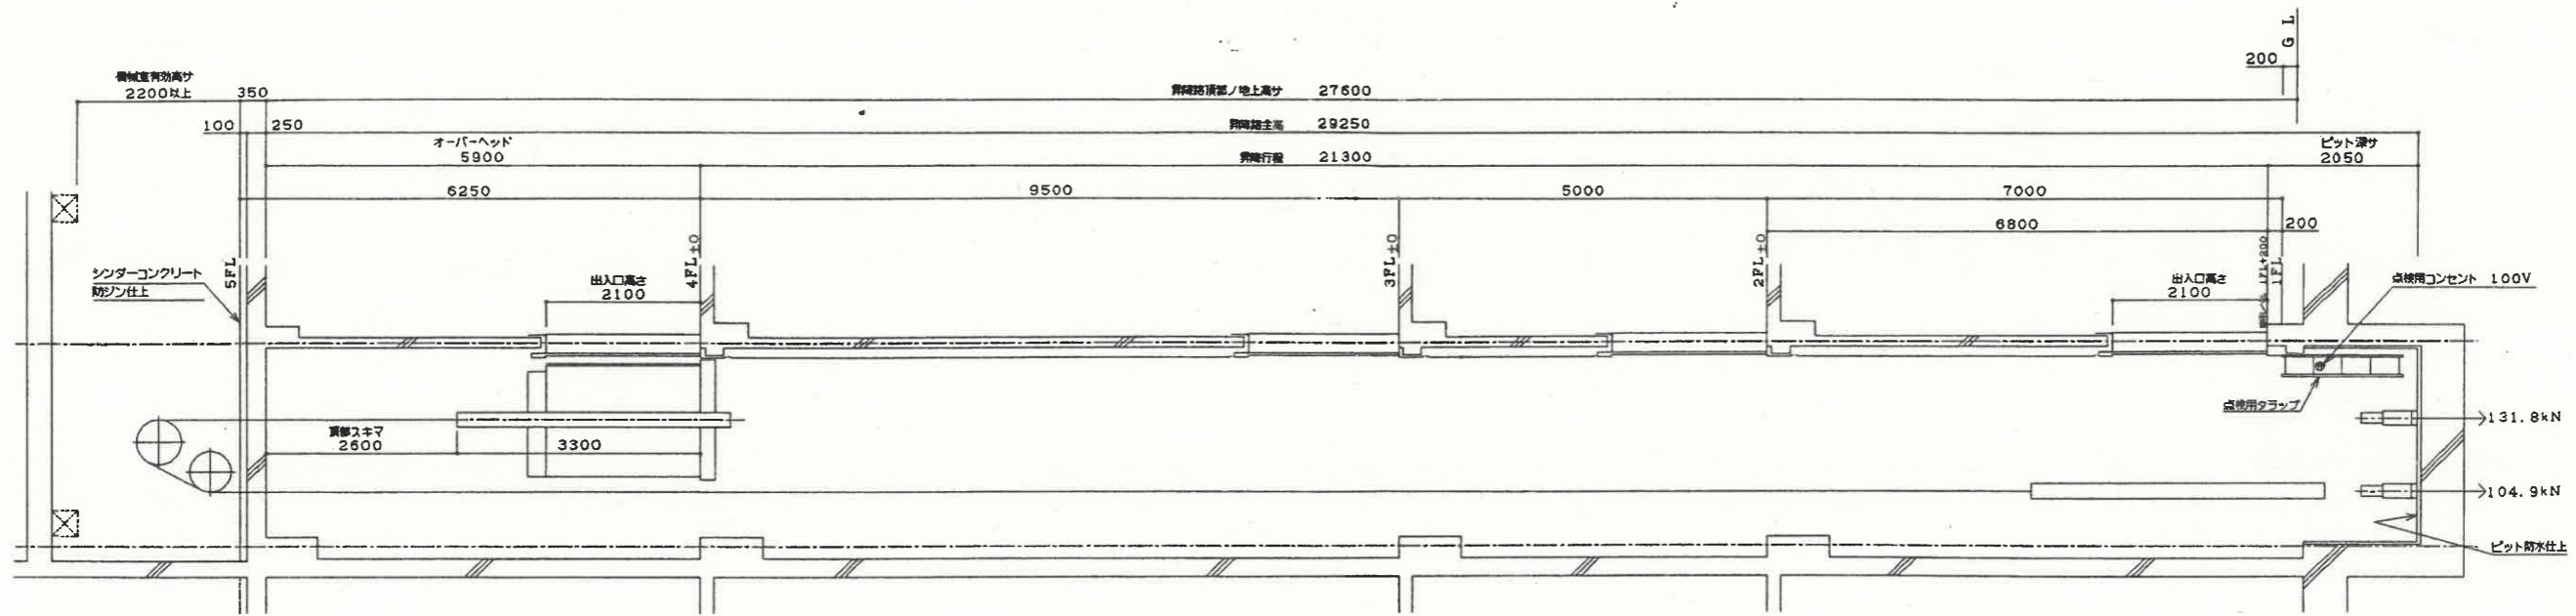 G L
200
機械室有効高サ
2200以上
350
昇降路頂部ノ地上高サ 27600
100
250
昇降路全高 29250
オーバーヘッド
5900
昇降行程 21300
ピット深サ
2050
6250
9500
5000
7000
6800
200
5FL
4FL±0
3FL±0
2FL±0
1FL+200
1FL
シンダーコンクリート
防ジン仕上
出入口高さ
2100
出入口高さ
2100
点検用コンセント 100V
点検用タラップ
頂部スキマ
2600
3300
131.8kN
104.9kN
ピット防水仕上